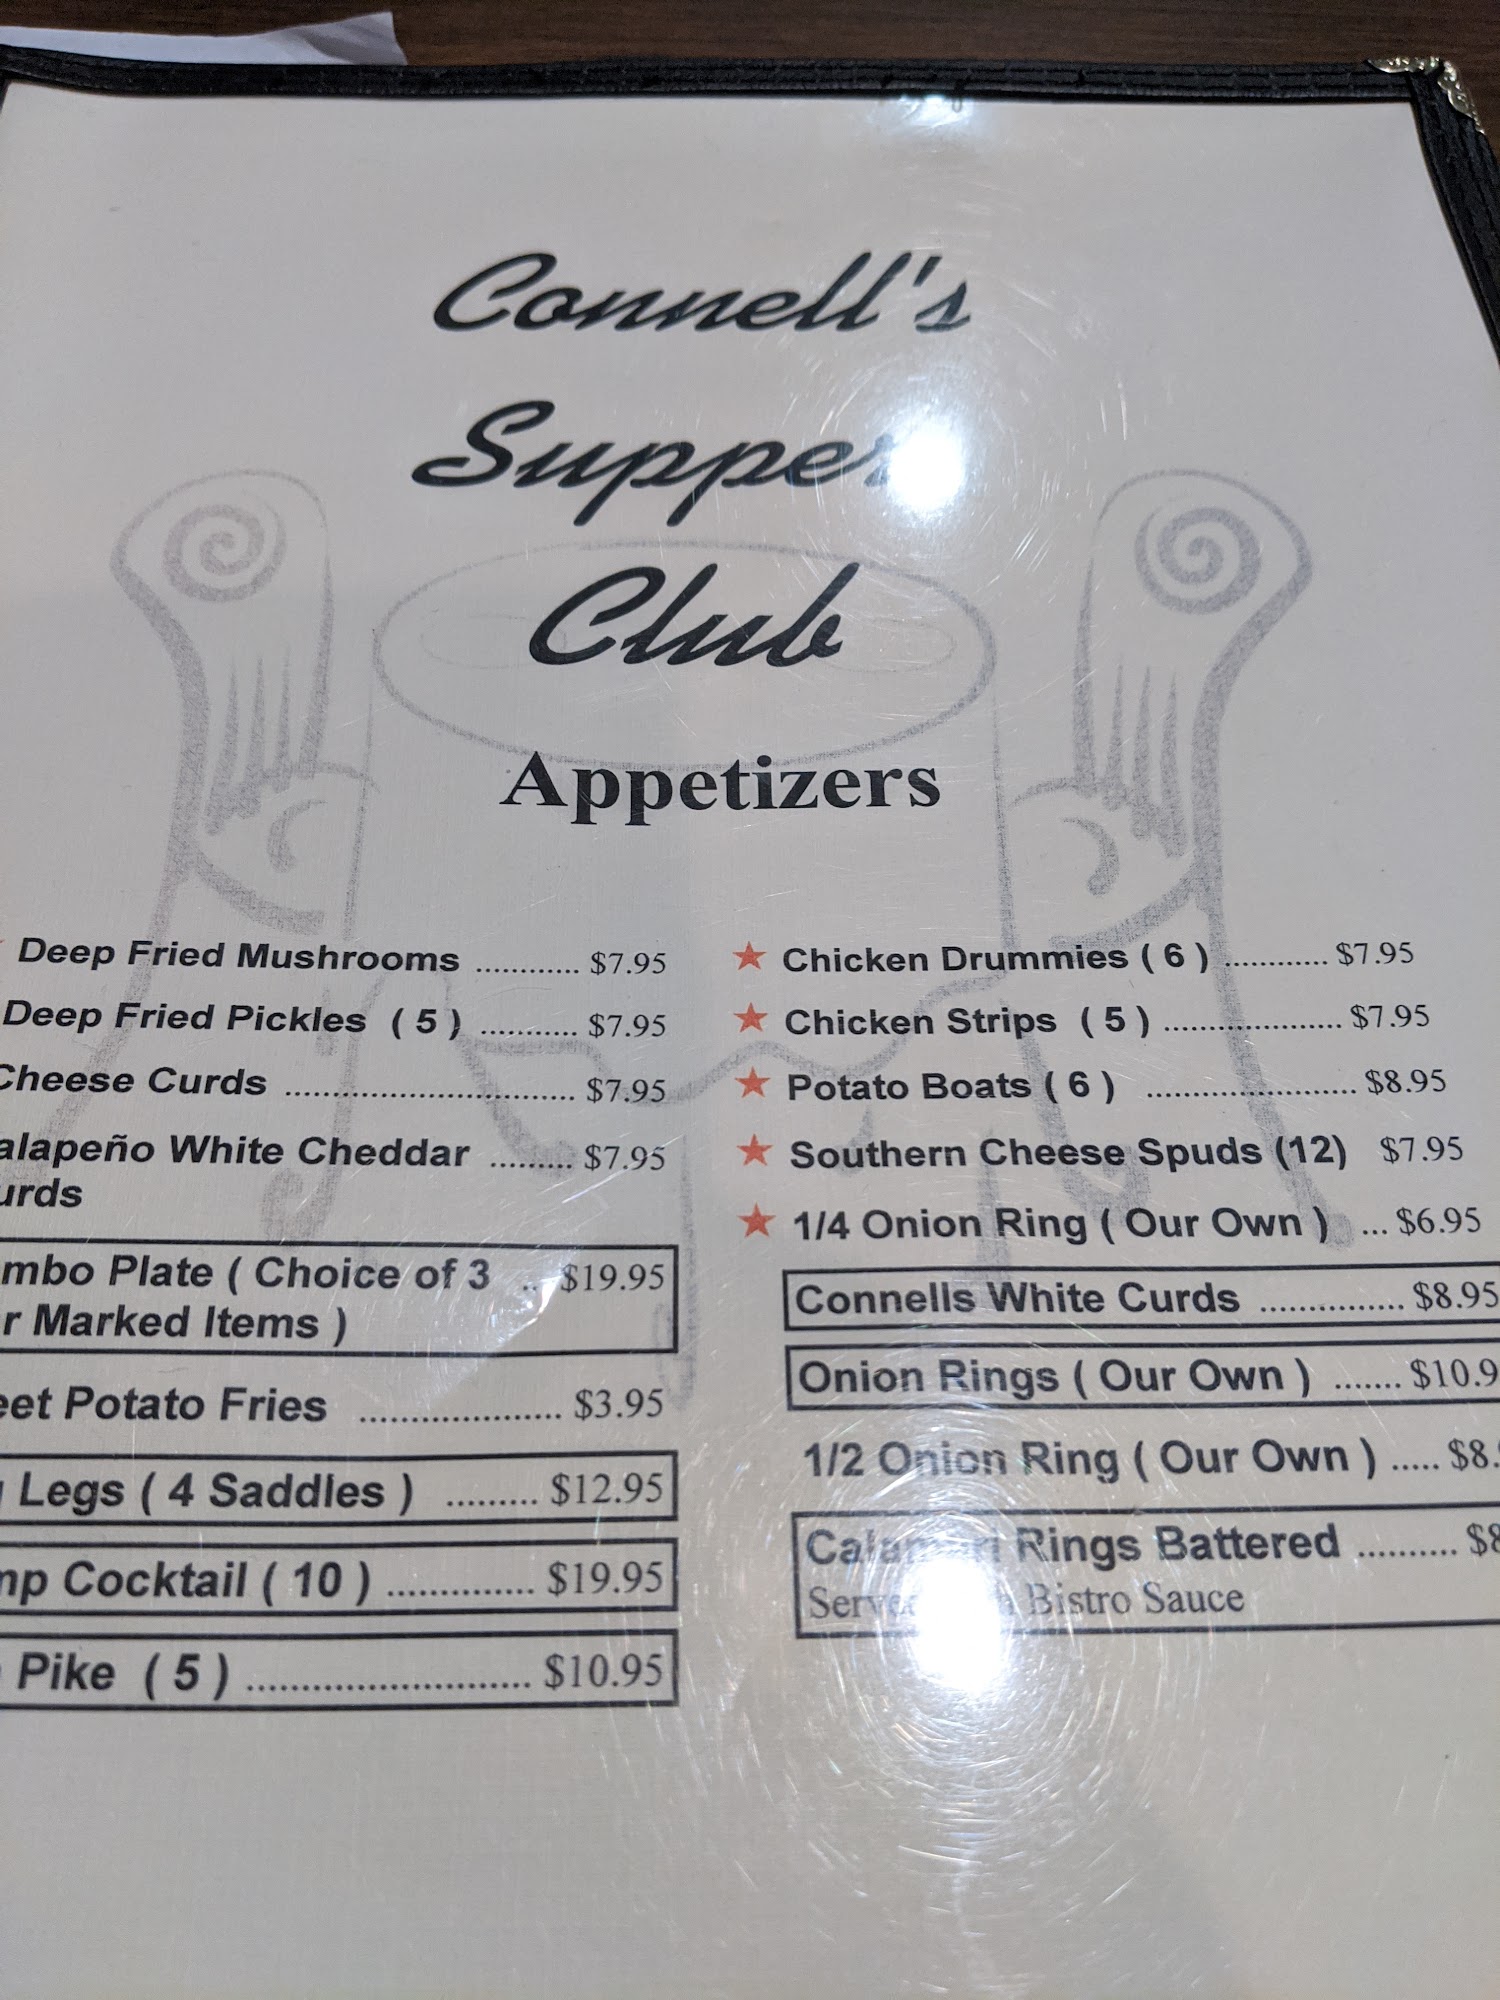 Connell's
Supper
Club
Appetizers
Deep Fried Mushrooms ............ $7.95
Deep Fried Pickles ( 5 ) ........... $7.95
Cheese Curds ................................ $7.95
alapeño White Cheddar ......... $7.95
urds
mbo Plate ( Choice of 3 .. $19.95
r Marked Items )
eet Potato Fries ...................... $3.95
Legs ( 4 Saddles ) .......... $12.95
mp Cocktail ( 10 ) ............... $19.95
Pike ( 5 ) ............................ $10.95
★ Chicken Drummies ( 6 ) ............ $7.95
★ Chicken Strips ( 5 ) .................... $7.95
★ Potato Boats ( 6 ) ....................... $8.95
★ Southern Cheese Spuds (12) $7.95
★ 1/4 Onion Ring ( Our Own ) ... $6.95
Connells White Curds ................ $8.95
Onion Rings ( Our Own ) ....... $10.9
1/2 Onion Ring ( Our Own ) ..... $8.
Calamari Rings Battered .......... $8
Bistro Sauce